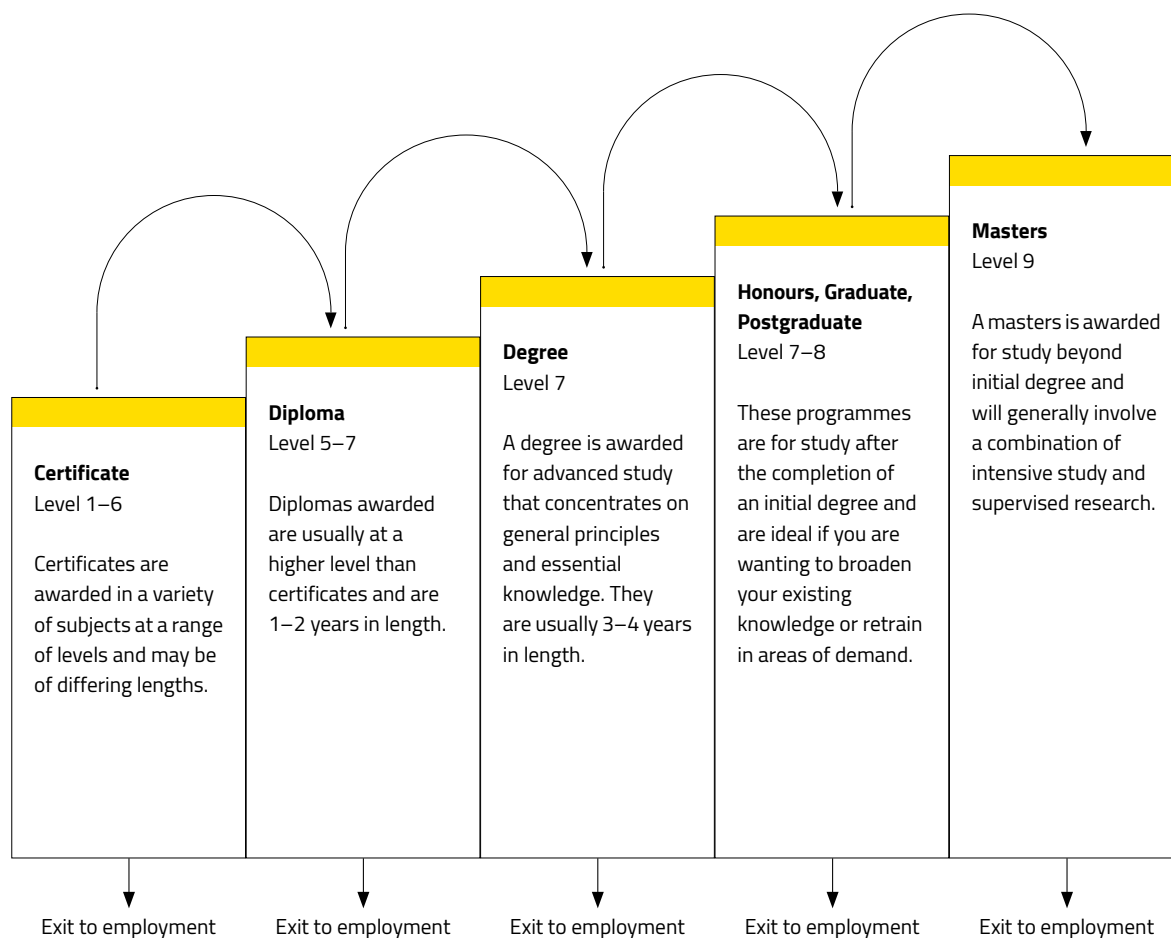 Certificate
Level 1–6
Certificates are
awarded in a variety
of subjects at a range
of levels and may be
of differing lengths.
Exit to employment
Diploma
Level 5–7
Diplomas awarded
are usually at a
higher level than
certificates and are
1–2 years in length.
Exit to employment
Degree
Level 7
A degree is awarded
for advanced study
that concentrates on
general principles
and essential
knowledge. They
are usually 3–4 years
in length.
Exit to employment
Honours, Graduate,
Postgraduate
Level 7–8
These programmes
are for study after
the completion of
an initial degree and
are ideal if you are
wanting to broaden
your existing
knowledge or retrain
in areas of demand.
Exit to employment
Masters
Level 9
A masters is awarded
for study beyond
initial degree and
will generally involve
a combination of
intensive study and
supervised research.
Exit to employment